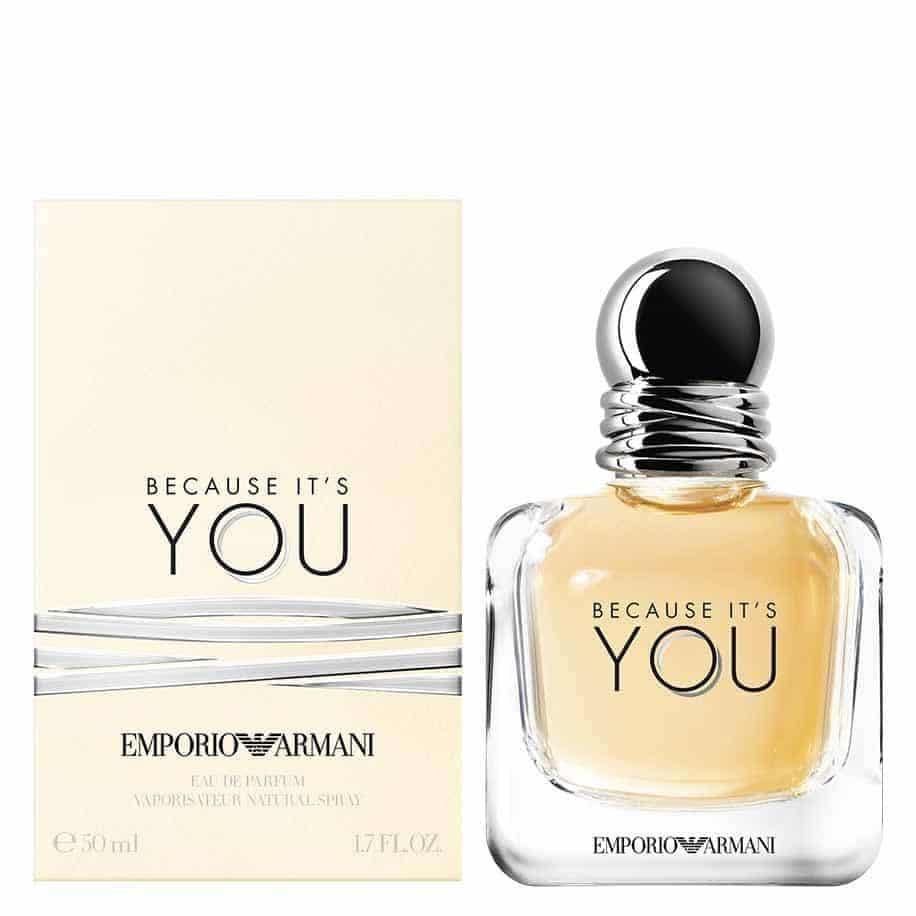 BECAUSE IT'S
YOU
EMPORIO ARMANI
EAU DE PARFUM
VAPORISATEUR NATURAL SPRAY
℮ 50 ml 1.7 FL.OZ.
BECAUSE IT'S
YOU
EMPORIO ARMANI